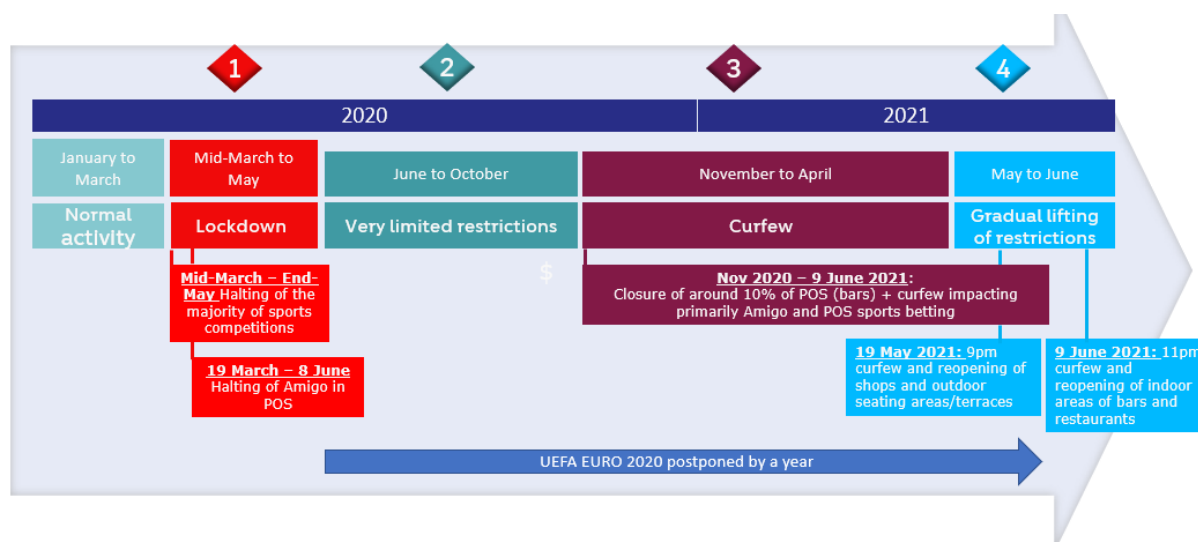 1
2
3
4
2020
2021
January to
March
Mid-March to
May
June to October
November to April
May to June
Normal
activity
Lockdown
Very limited restrictions
Curfew
Gradual lifting
of restrictions
$
Mid-March – End-
May Halting of the
majority of sports
competitions
Nov 2020 – 9 June 2021:
Closure of around 10% of POS (bars) + curfew impacting
primarily Amigo and POS sports betting
19 March – 8 June
Halting of Amigo in
POS
19 May 2021: 9pm
curfew and reopening of
shops and outdoor
seating areas/terraces
9 June 2021: 11pm
curfew and
reopening of indoor
areas of bars and
restaurants
UEFA EURO 2020 postponed by a year